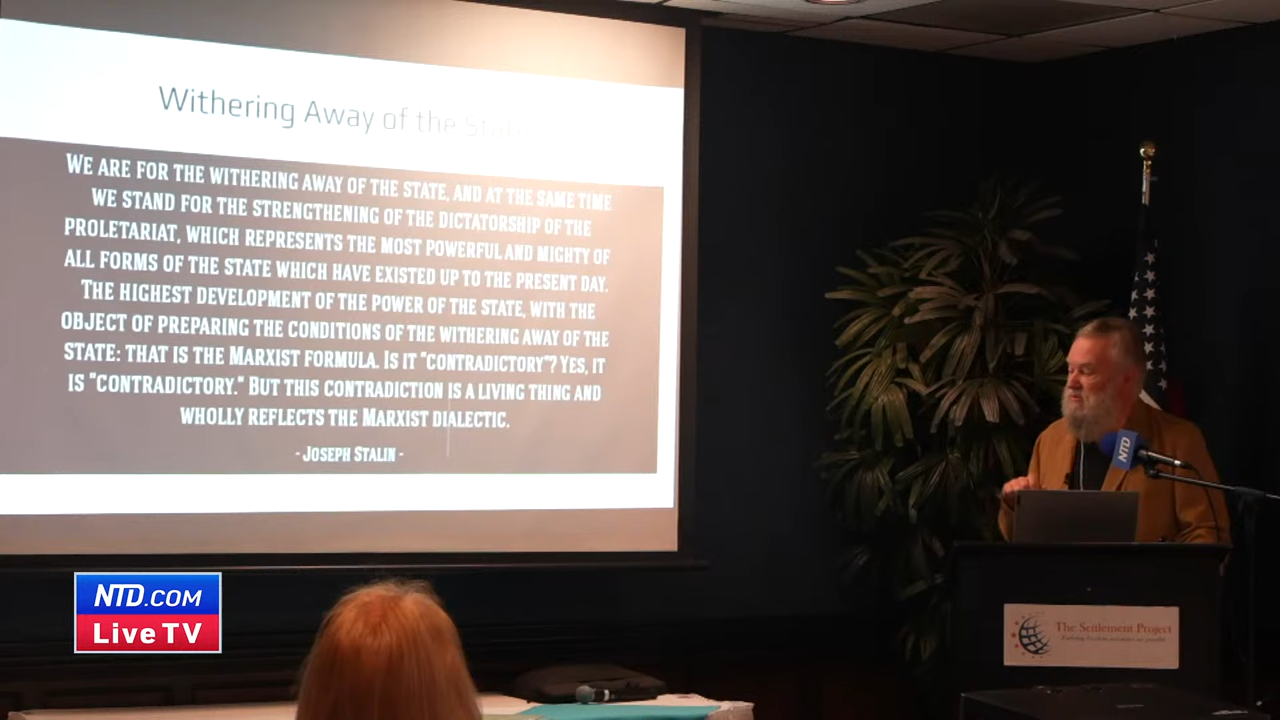 Withering Away of the State
WE ARE FOR THE WITHERING AWAY OF THE STATE, AND AT THE SAME TIME
WE STAND FOR THE STRENGTHENING OF THE DICTATORSHIP OF THE
PROLETARIAT, WHICH REPRESENTS THE MOST POWERFUL AND MIGHTY OF
ALL FORMS OF THE STATE WHICH HAVE EXISTED UP TO THE PRESENT DAY.
THE HIGHEST DEVELOPMENT OF THE POWER OF THE STATE, WITH THE
OBJECT OF PREPARING THE CONDITIONS OF THE WITHERING AWAY OF THE
STATE: THAT IS THE MARXIST FORMULA. IS IT "CONTRADICTORY"? YES, IT
IS "CONTRADICTORY." BUT THIS CONTRADICTION IS A LIVING THING AND
WHOLLY REFLECTS THE MARXIST DIALECTIC.
- JOSEPH STALIN -
NTD
NTD.COM
Live TV
The Settlement Project